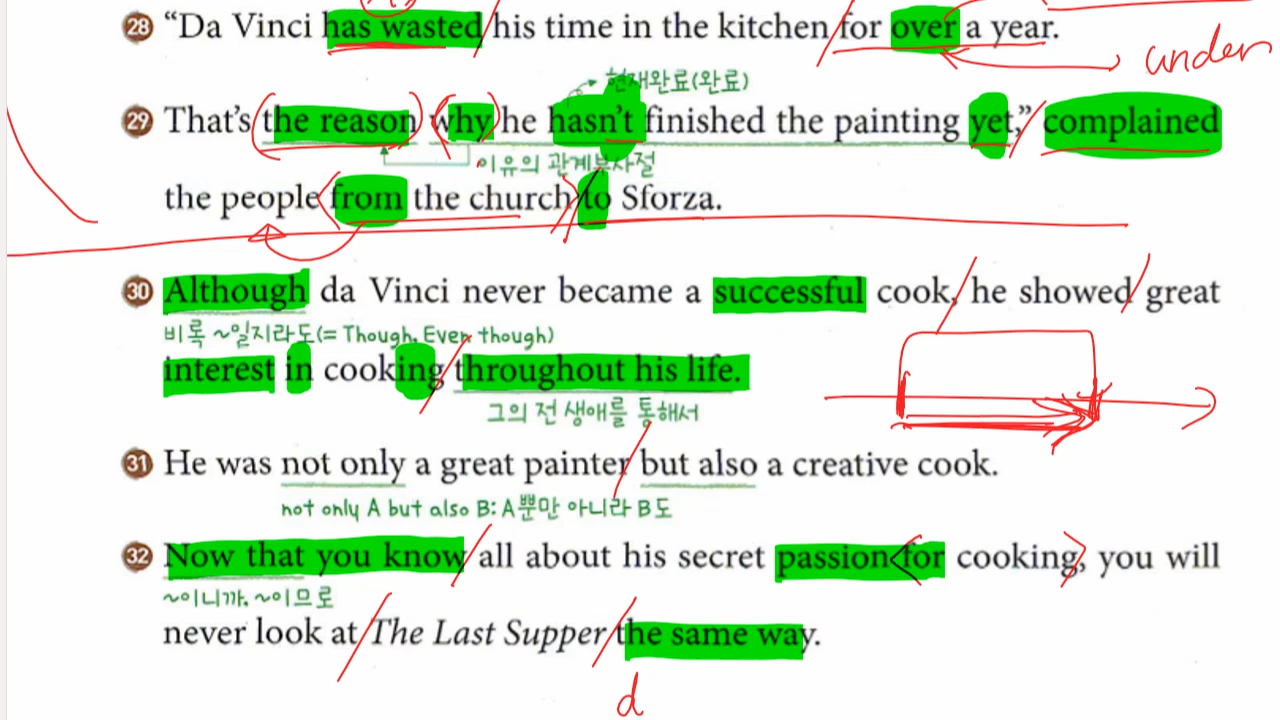 28 “Da Vinci has wasted his time in the kitchen for over a year.
under
현재완료(완료)
29 That’s the reason why he hasn’t finished the painting yet,” complained
이유의 관계부사절
the people from the church to Sforza.
30 Although da Vinci never became a successful cook, he showed great
비록 ~일지라도(= Though, Even though)
interest in cooking throughout his life.
그의 전 생애를 통해서
31 He was not only a great painter but also a creative cook.
not only A but also B: A뿐만 아니라 B도
32 Now that you know all about his secret passion for cooking, you will
~이니까, ~이므로
never look at The Last Supper the same way.
d